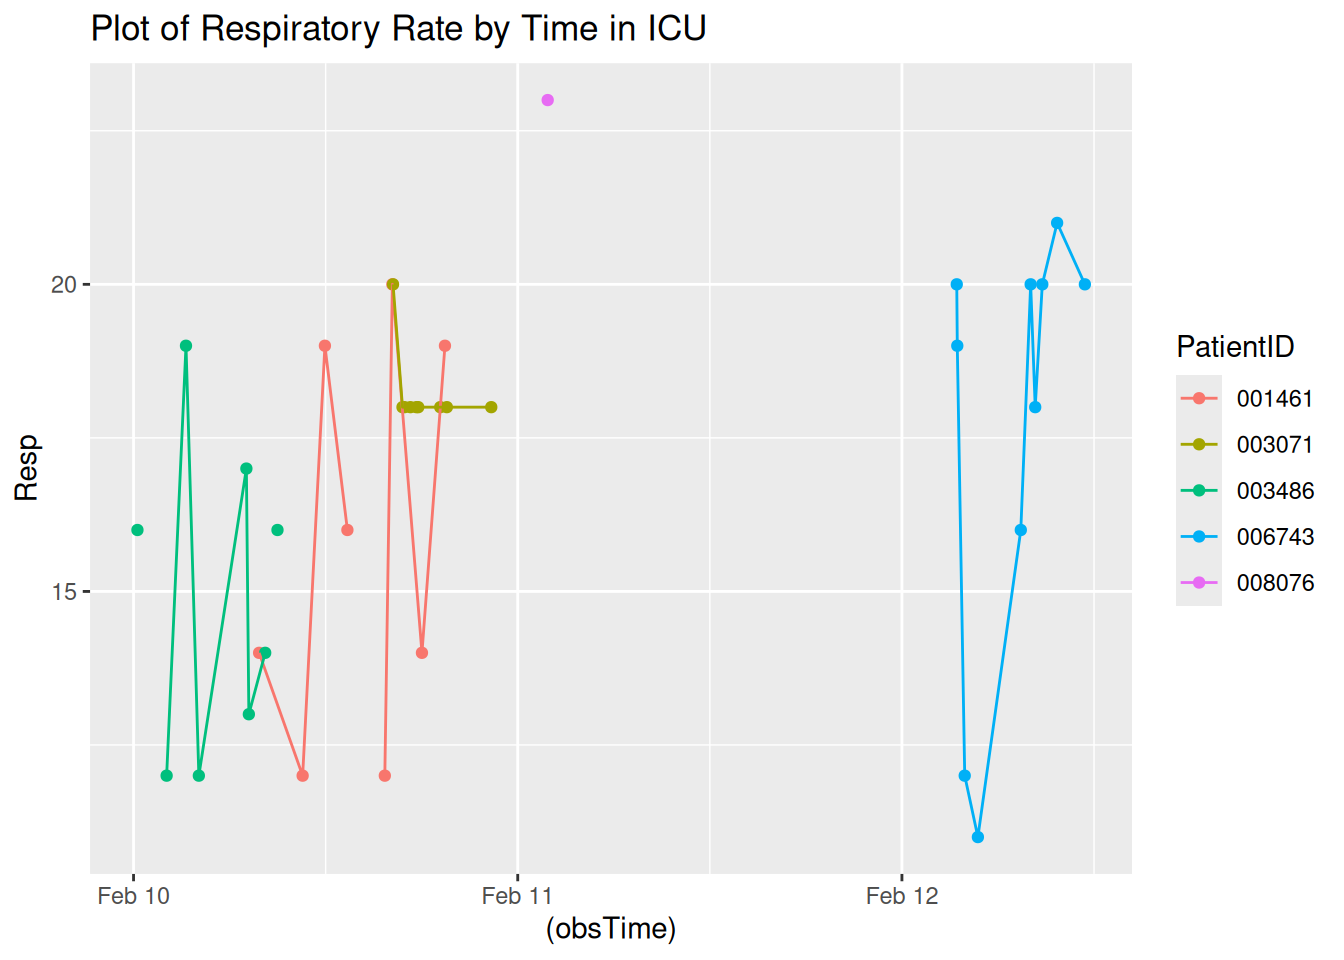 Plot of Respiratory Rate by Time in ICU
Resp
20
15
Feb 10
Feb 11
Feb 12
(obsTime)
PatientID
001461
003071
003486
006743
008076